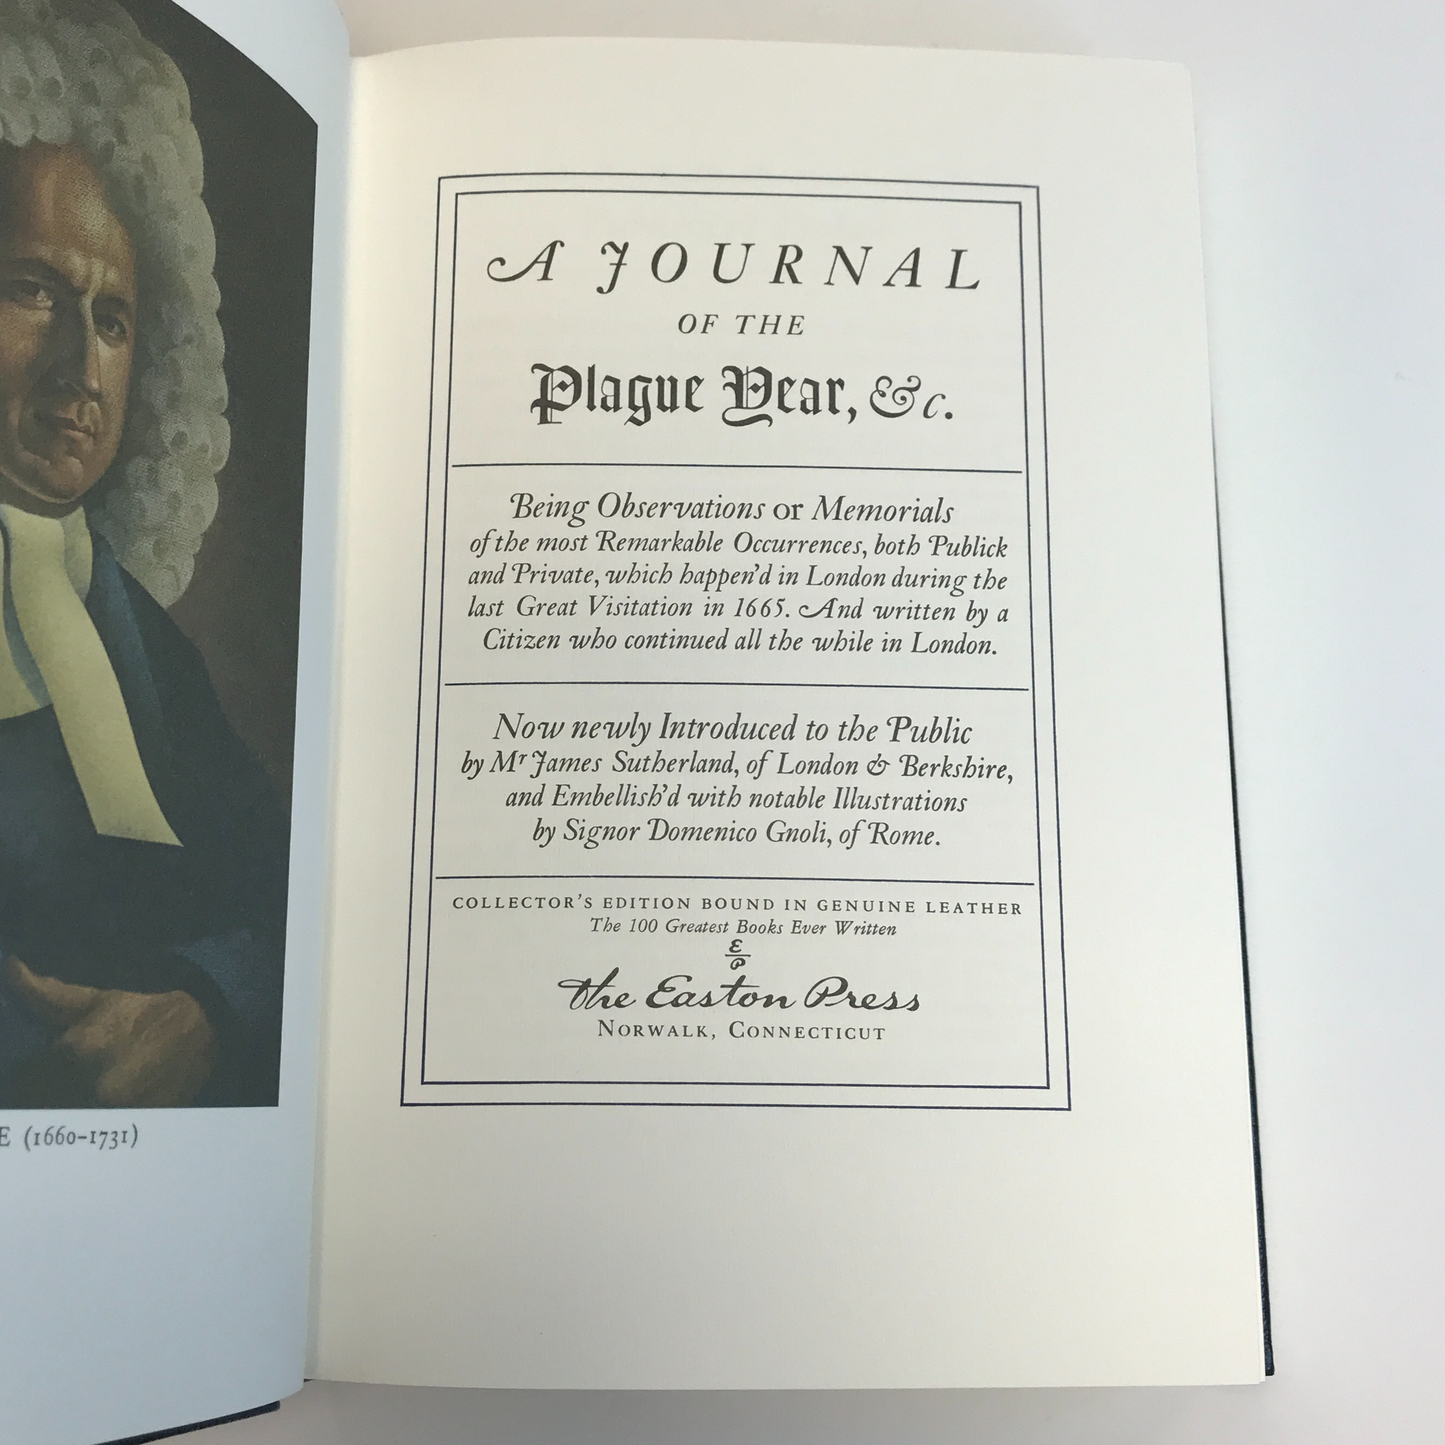 E (1660–1731)
A JOURNAL
OF THE
Plague Year, &c.
Being Observations or Memorials
of the most Remarkable Occurrences, both Publick
and Private, which happen'd in London during the
last Great Visitation in 1665. And written by a
Citizen who continued all the while in London.
Now newly Introduced to the Public
by Mr James Sutherland, of London & Berkshire,
and Embellish'd with notable Illustrations
by Signor Domenico Gnoli, of Rome.
COLLECTOR'S EDITION BOUND IN GENUINE LEATHER
The 100 Greatest Books Ever Written
E
P
The Easton Press
NORWALK, CONNECTICUT